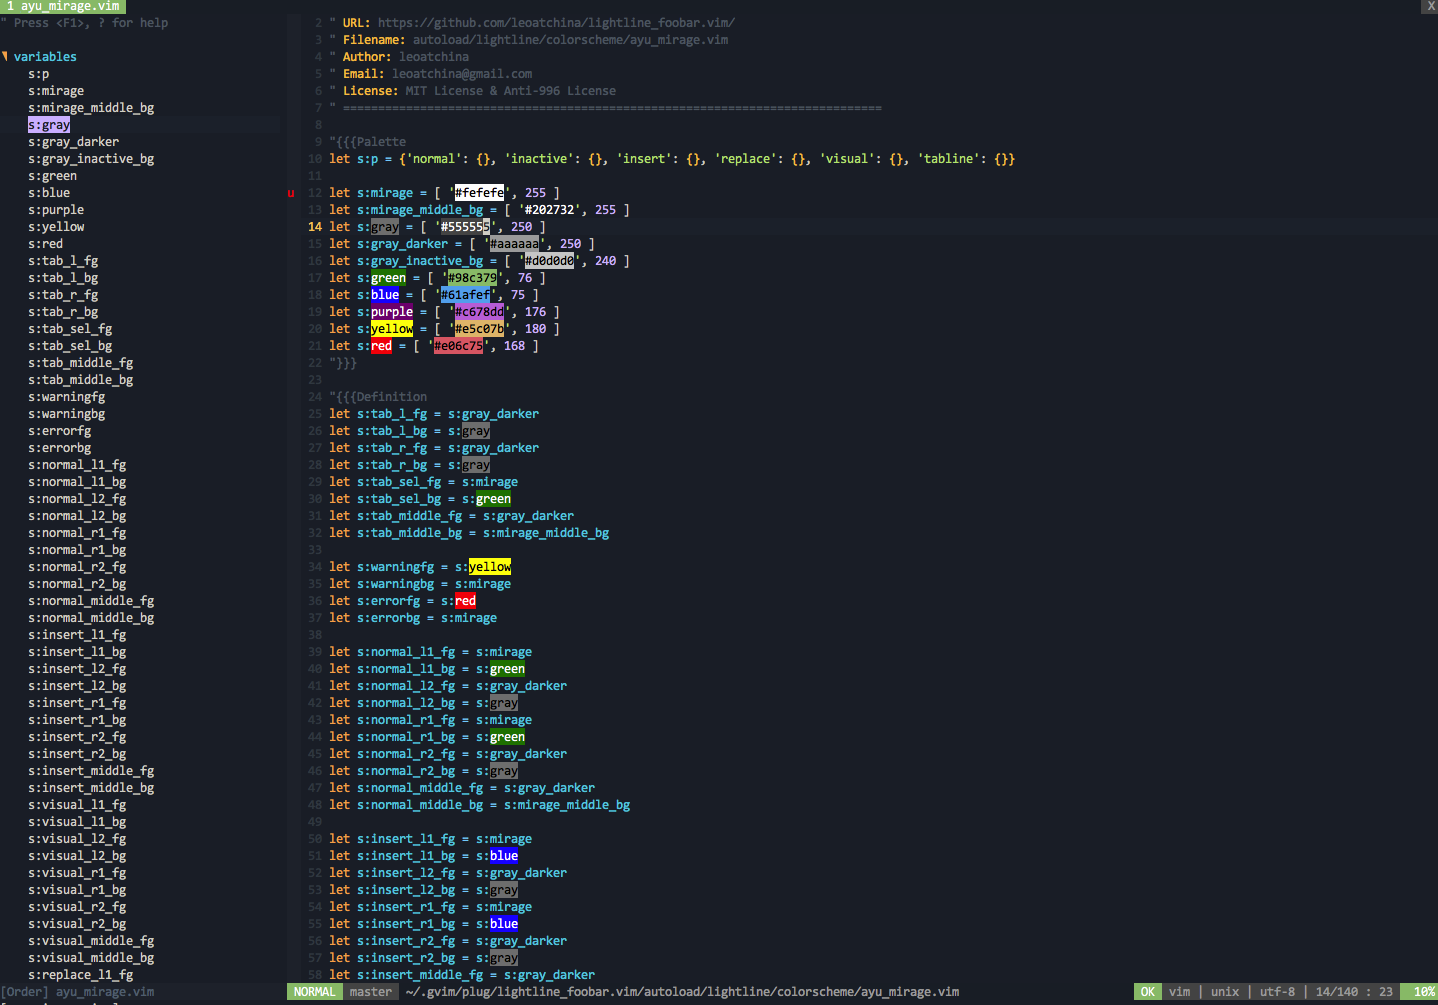 1 ayu_mirage.vim X
" Press <F1>, ? for help
variables
s:p
s:mirage
s:mirage_middle_bg
s:gray
s:gray_darker
s:gray_inactive_bg
s:green
s:blue
s:purple
s:yellow
s:red
s:tab_l_fg
s:tab_l_bg
s:tab_r_fg
s:tab_r_bg
s:tab_sel_fg
s:tab_sel_bg
s:tab_middle_fg
s:tab_middle_bg
s:warningfg
s:warningbg
s:errorfg
s:errorbg
s:normal_l1_fg
s:normal_l1_bg
s:normal_l2_fg
s:normal_l2_bg
s:normal_r1_fg
s:normal_r1_bg
s:normal_r2_fg
s:normal_r2_bg
s:normal_middle_fg
s:normal_middle_bg
s:insert_l1_fg
s:insert_l1_bg
s:insert_l2_fg
s:insert_l2_bg
s:insert_r1_fg
s:insert_r1_bg
s:insert_r2_fg
s:insert_r2_bg
s:insert_middle_fg
s:insert_middle_bg
s:visual_l1_fg
s:visual_l1_bg
s:visual_l2_fg
s:visual_l2_bg
s:visual_r1_fg
s:visual_r1_bg
s:visual_r2_fg
s:visual_r2_bg
s:visual_middle_fg
s:visual_middle_bg
s:replace_l1_fg
[Order] ayu_mirage.vim
2 " URL: https://github.com/leoatchina/lightline_foobar.vim/
3 " Filename: autoload/lightline/colorscheme/ayu_mirage.vim
4 " Author: leoatchina
5 " Email: leoatchina@gmail.com
6 " License: MIT License & Anti-996 License
7 " =============================================================================
8
9 "{{{Palette
10 let s:p = {'normal': {}, 'inactive': {}, 'insert': {}, 'replace': {}, 'visual': {}, 'tabline': {}}
11
u 12 let s:mirage = [ '#fefefe', 255 ]
13 let s:mirage_middle_bg = [ '#202732', 255 ]
14 let s:gray = [ '#555555', 250 ]
15 let s:gray_darker = [ '#aaaaaa', 250 ]
16 let s:gray_inactive_bg = [ '#d0d0d0', 240 ]
17 let s:green = [ '#98c379', 76 ]
18 let s:blue = [ '#61afef', 75 ]
19 let s:purple = [ '#c678dd', 176 ]
20 let s:yellow = [ '#e5c07b', 180 ]
21 let s:red = [ '#e06c75', 168 ]
22 "}}}
23
24 "{{{Definition
25 let s:tab_l_fg = s:gray_darker
26 let s:tab_l_bg = s:gray
27 let s:tab_r_fg = s:gray_darker
28 let s:tab_r_bg = s:gray
29 let s:tab_sel_fg = s:mirage
30 let s:tab_sel_bg = s:green
31 let s:tab_middle_fg = s:gray_darker
32 let s:tab_middle_bg = s:mirage_middle_bg
33
34 let s:warningfg = s:yellow
35 let s:warningbg = s:mirage
36 let s:errorfg = s:red
37 let s:errorbg = s:mirage
38
39 let s:normal_l1_fg = s:mirage
40 let s:normal_l1_bg = s:green
41 let s:normal_l2_fg = s:gray_darker
42 let s:normal_l2_bg = s:gray
43 let s:normal_r1_fg = s:mirage
44 let s:normal_r1_bg = s:green
45 let s:normal_r2_fg = s:gray_darker
46 let s:normal_r2_bg = s:gray
47 let s:normal_middle_fg = s:gray_darker
48 let s:normal_middle_bg = s:mirage_middle_bg
49
50 let s:insert_l1_fg = s:mirage
51 let s:insert_l1_bg = s:blue
52 let s:insert_l2_fg = s:gray_darker
53 let s:insert_l2_bg = s:gray
54 let s:insert_r1_fg = s:mirage
55 let s:insert_r1_bg = s:blue
56 let s:insert_r2_fg = s:gray_darker
57 let s:insert_r2_bg = s:gray
58 let s:insert_middle_fg = s:gray_darker
NORMAL master ~/.gvim/plug/lightline_foobar.vim/autoload/lightline/colorscheme/ayu_mirage.vim OK vim | unix | utf-8 | 14/140 : 23 10%